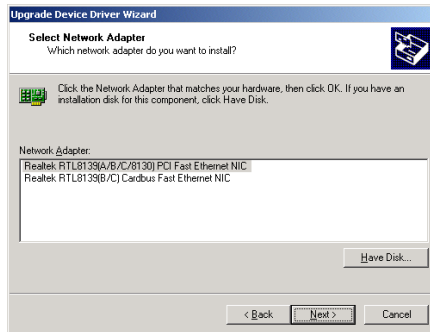 Upgrade Device Driver Wizard
Select Network Adapter
Which network adapter do you want to install?
Click the Network Adapter that matches your hardware, then click OK. If you have an
installation disk for this component, click Have Disk.
Network Adapter:
Realtek RTL8139(A/B/C/8130) PCI Fast Ethernet NIC
Realtek RTL8139(B/C) Cardbus Fast Ethernet NIC
Have Disk...
< Back Next > Cancel